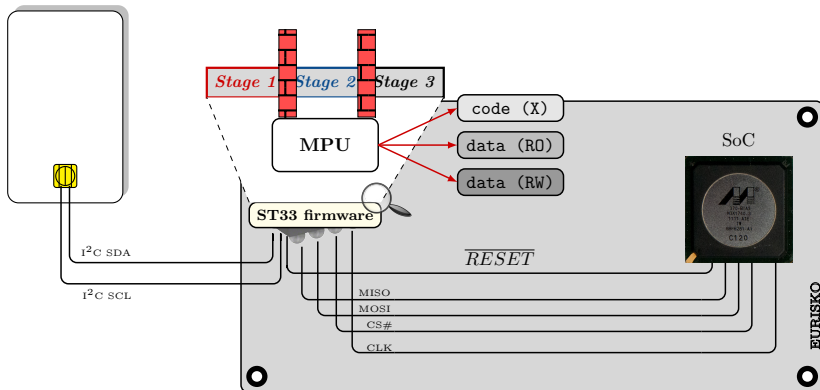 Stage 1
Stage 2
Stage 3
MPU
code (X)
data (RO)
data (RW)
SoC
ST33 firmware
I²C SDA
I²C SCL
RESET
MISO
MOSI
CS#
CLK
EURISKO